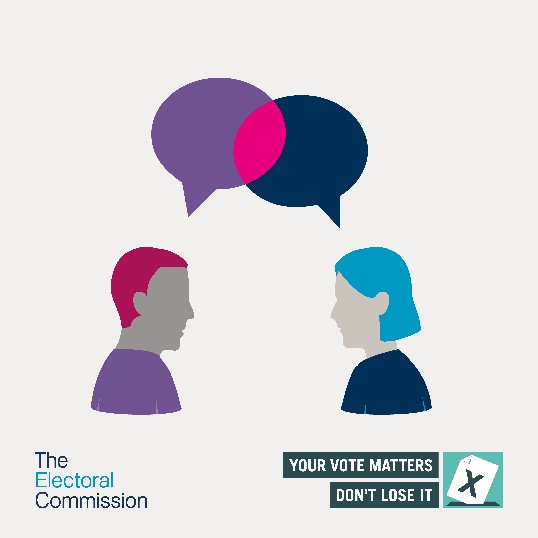 The
Electoral
Commission
YOUR VOTE MATTERS
DON'T LOSE IT
X